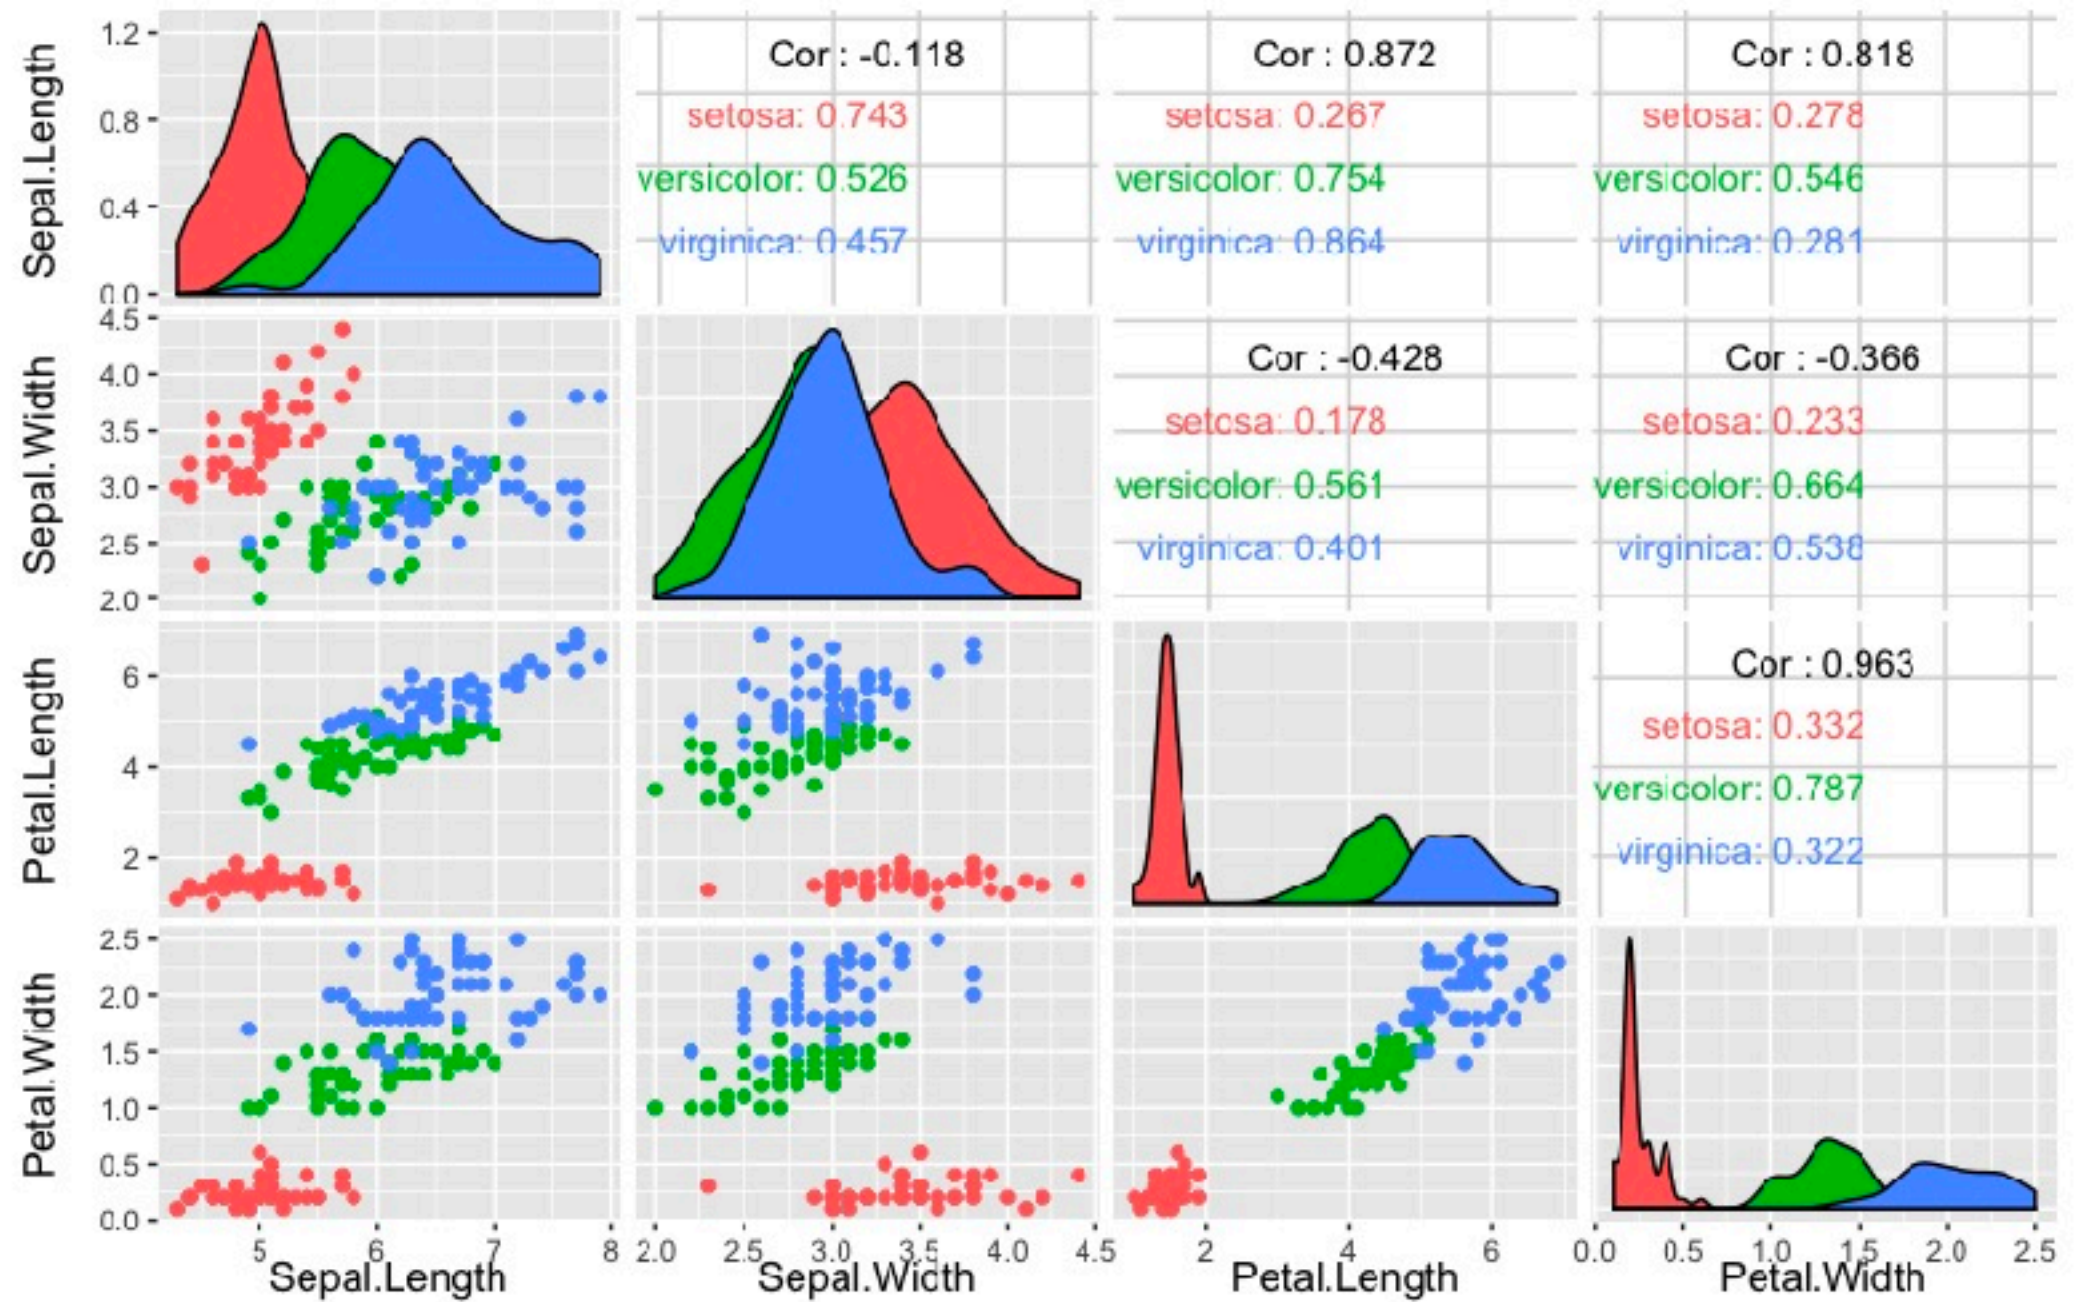 Sepal.Length
1.2
0.8
0.4
0.0
Cor : -0.118
setosa: 0.743
versicolor: 0.526
virginica: 0.457
Cor : 0.872
setosa: 0.267
versicolor: 0.754
virginica: 0.864
Cor : 0.818
setosa: 0.278
versicolor: 0.546
virginica: 0.281
Sepal.Width
4.5
4.0
3.5
3.0
2.5
2.0
Cor : -0.428
setosa: 0.178
versicolor: 0.561
virginica: 0.401
Cor : -0.366
setosa: 0.233
versicolor: 0.664
virginica: 0.538
Petal.Length
6
4
2
Cor : 0.963
setosa: 0.332
versicolor: 0.787
virginica: 0.322
Petal.Width
2.5
2.0
1.5
1.0
0.5
0.0
5 6 7 8
2.0 2.5 3.0 3.5 4.0 4.5
2 4 6
0.0 0.5 1.0 1.5 2.0 2.5
Sepal.Length
Sepal.Width
Petal.Length
Petal.Width